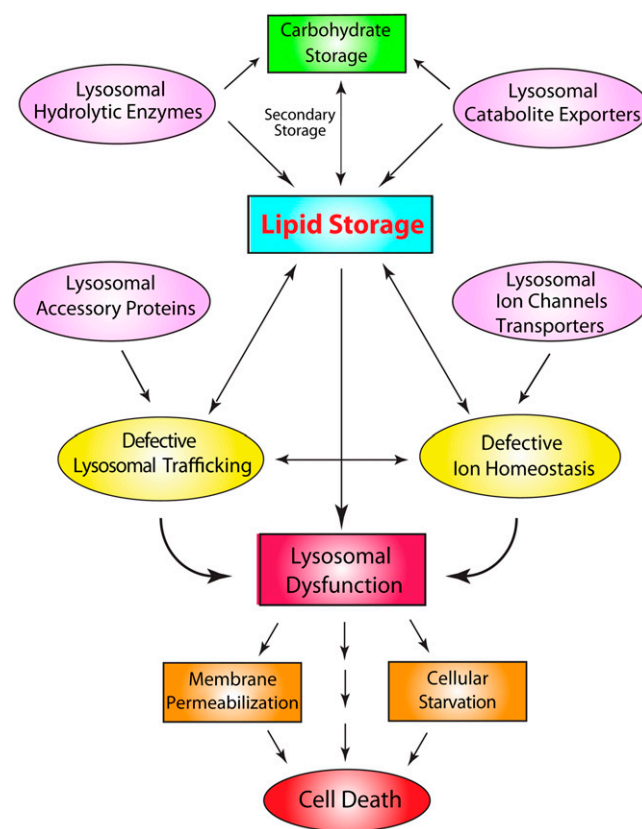 Carbohydrate
Storage
Lysosomal
Hydrolytic Enzymes
Lysosomal
Catabolite Exporters
Secondary
Storage
Lipid Storage
Lysosomal
Accessory Proteins
Lysosomal
Ion Channels
Transporters
Defective
Lysosomal Trafficking
Defective
Ion Homeostasis
Lysosomal
Dysfunction
Membrane
Permeabilization
Cellular
Starvation
Cell Death